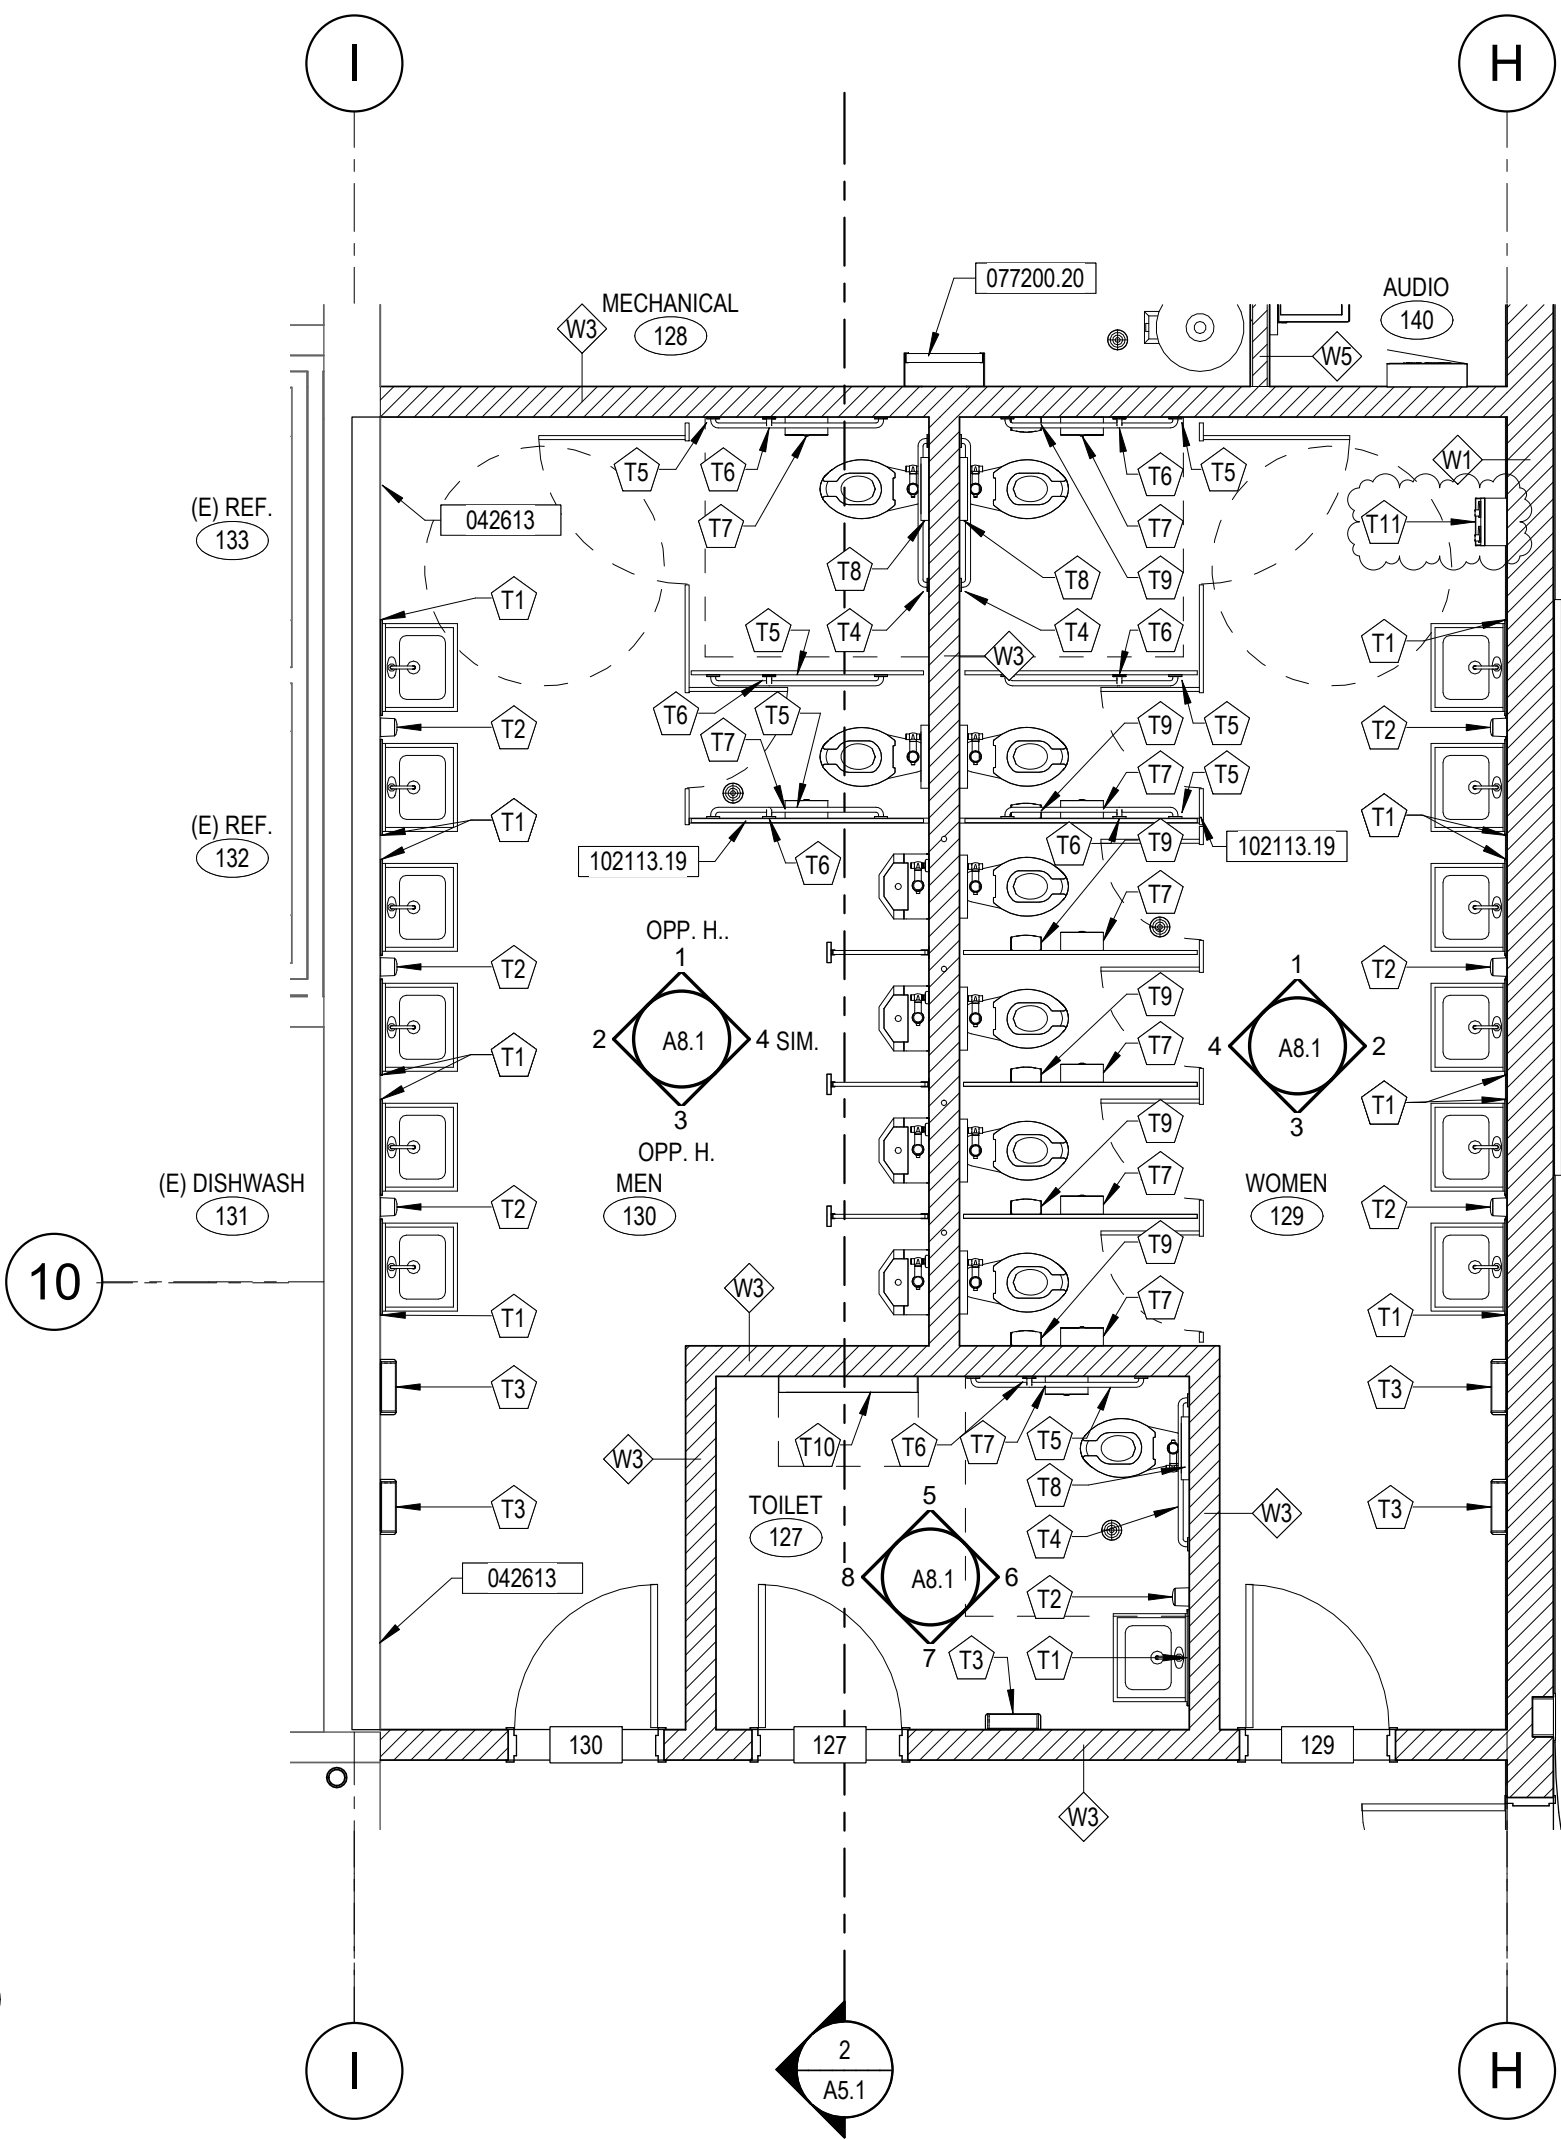 I
H
077200.20
MECHANICAL
128
AUDIO
140
W3
W5
T5
T6
T7
T6
T5
W1
(E) REF.
133
042613
T7
T7
T11
T8
T8
T9
T1
T5
T4
T4
T6
T1
W3
T6
T5
T9
T5
T2
T7
T7
T5
T2
(E) REF.
132
T1
T6
T6
T9
T1
102113.19
102113.19
T7
OPP. H..
1
1
T2
T9
T2
2
A8.1
4 SIM.
4
A8.1
2
T1
T7
T1
3
3
T9
OPP. H.
(E) DISHWASH
131
MEN
130
T7
WOMEN
129
T2
T2
T9
10
W3
T7
T1
T1
T3
T3
W3
T10
T6
T7
T5
T8
5
TOILET
127
T3
W3
T3
T4
042613
8
A8.1
6
T2
7
T3
T1
130
127
129
W3
2
A5.1
I
H